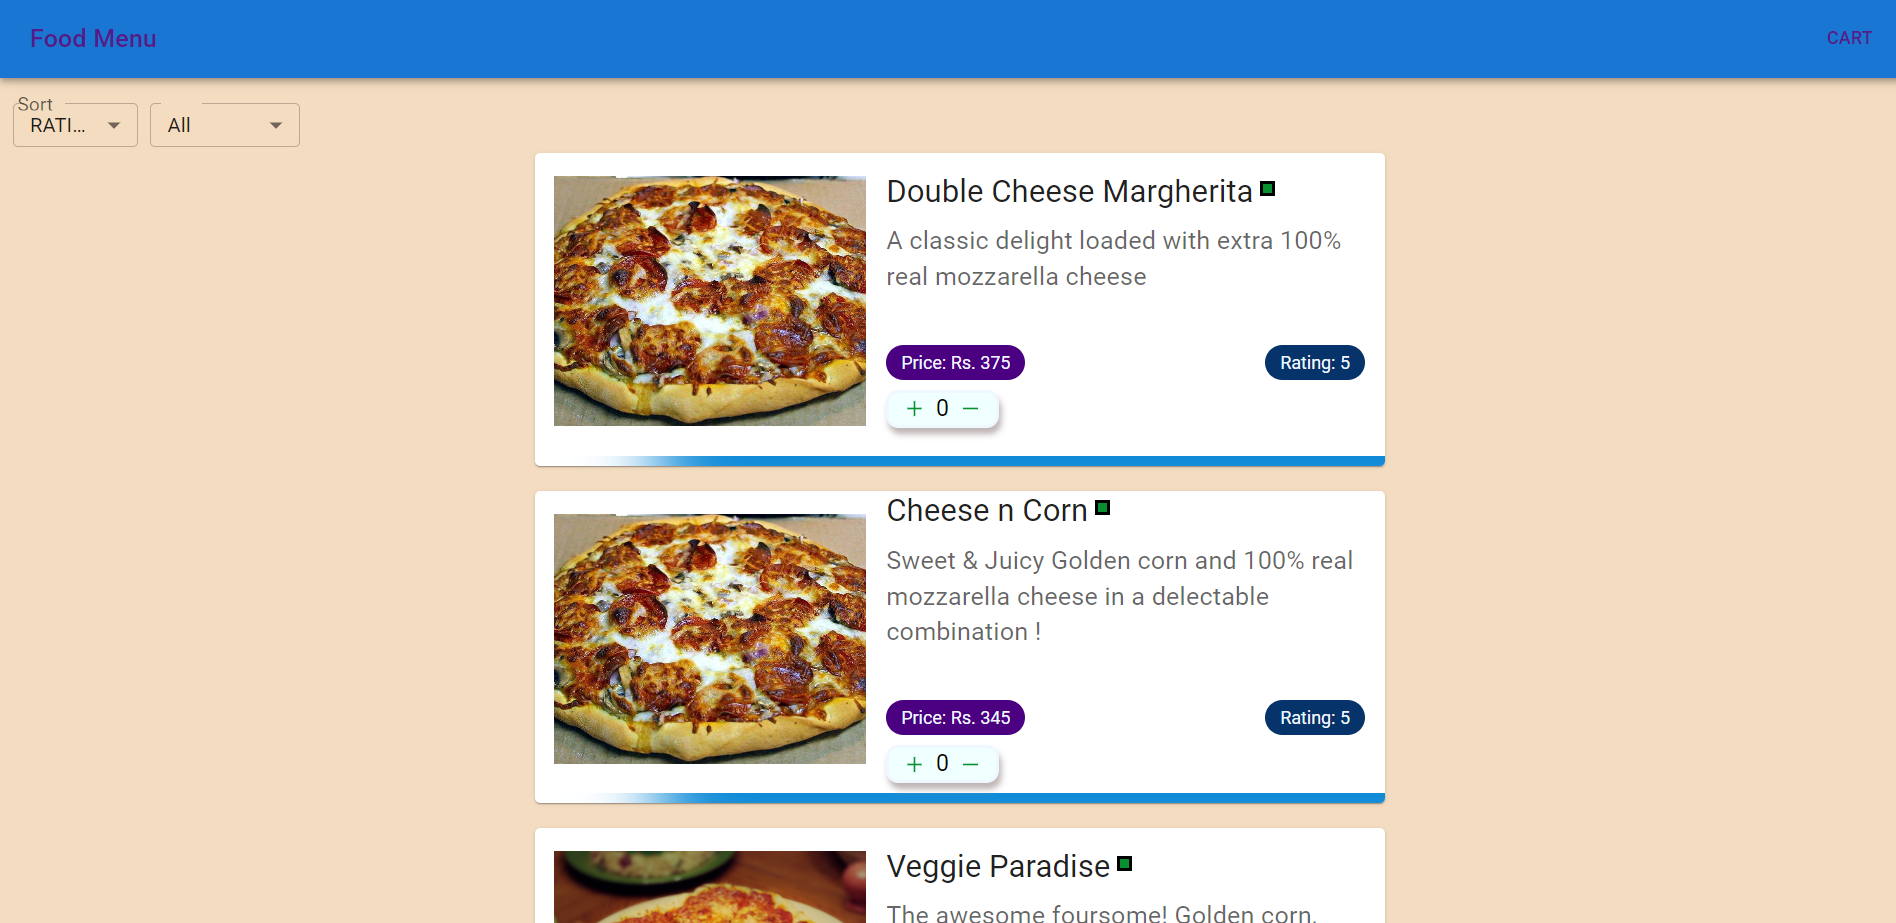 Food Menu
CART
Sort
RATI...
All
Double Cheese Margherita
A classic delight loaded with extra 100%
real mozzarella cheese
Price: Rs. 375
Rating: 5
+ 0 −
Cheese n Corn
Sweet & Juicy Golden corn and 100% real
mozzarella cheese in a delectable
combination !
Price: Rs. 345
Rating: 5
+ 0 −
Veggie Paradise
The awesome foursome! Golden corn,